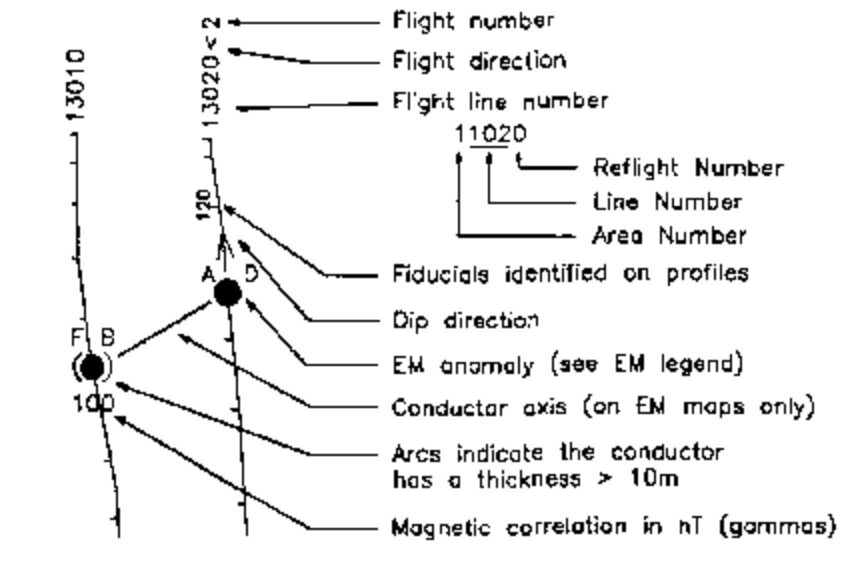 Flight number
Flight direction
Flight line number
13010
13020<2
11020
Reflight Number
Line Number
Area Number
120
Fiducials identified on profiles
A D
Dip direction
F B
EM anomaly (see EM legend)
100
Conductor axis (on EM maps only)
Arcs indicate the conductor
has a thickness > 10m
Magnetic correlation in nT (gammas)